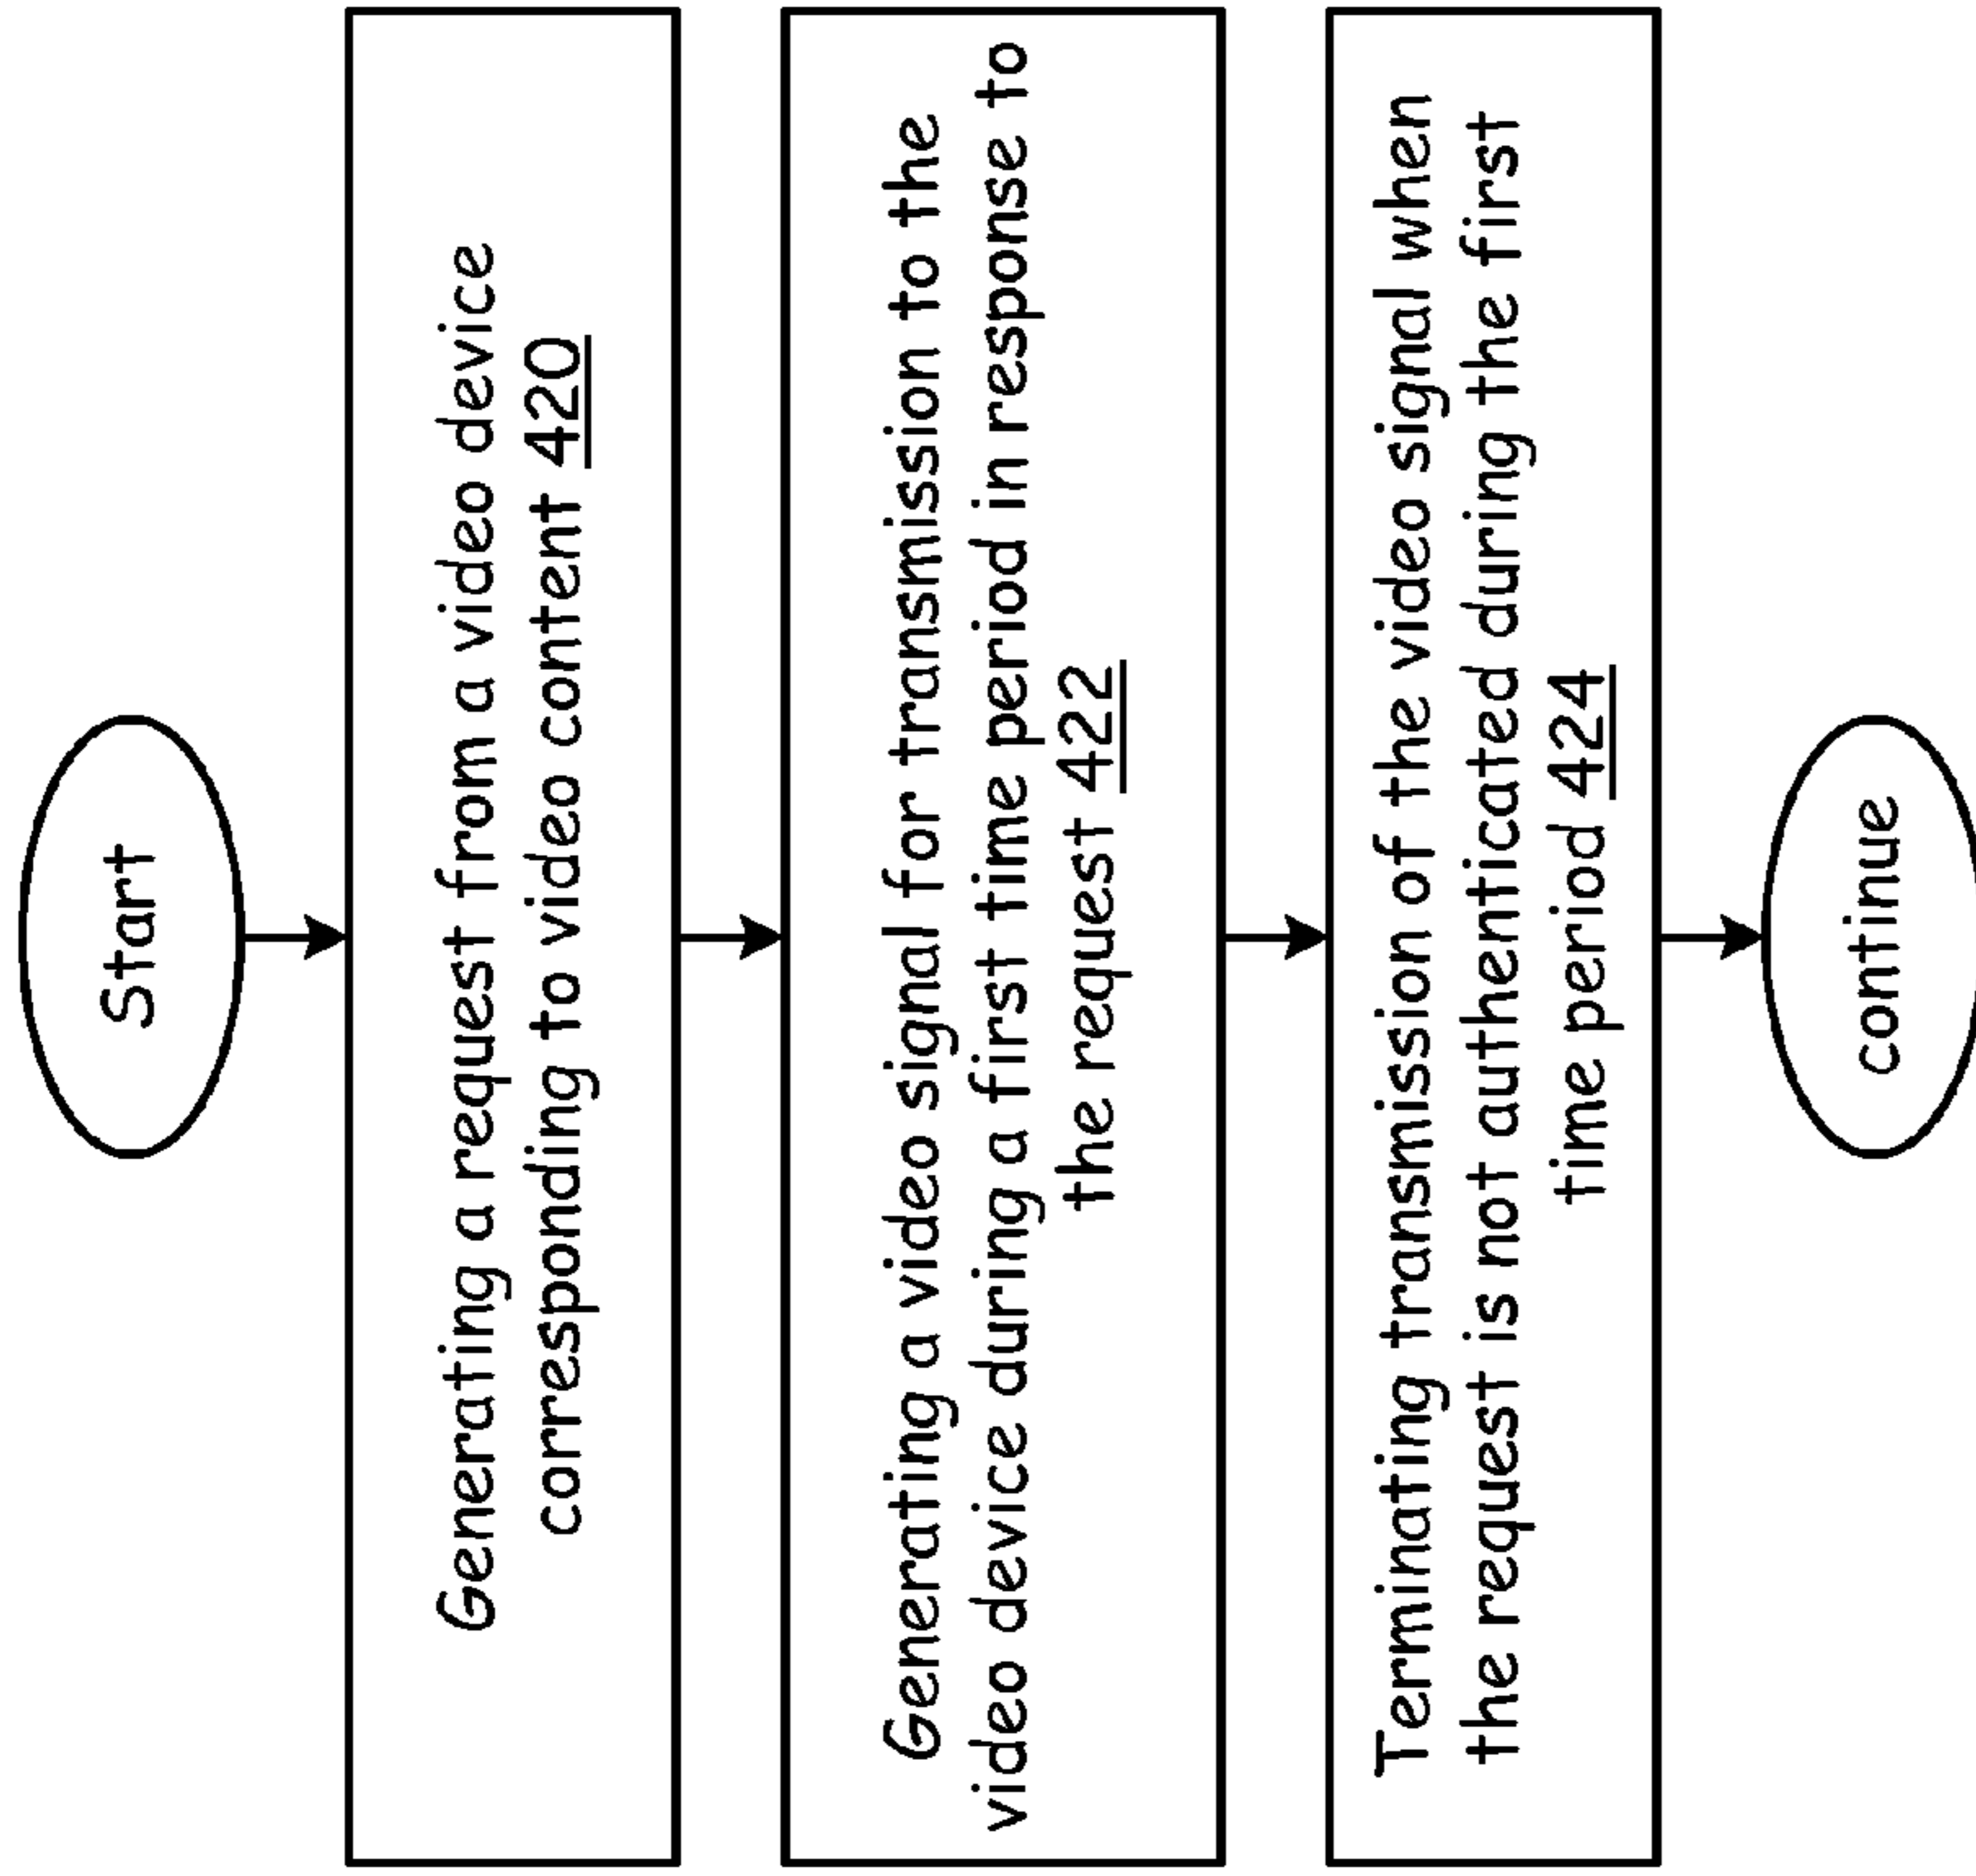 Start
Generating a request from a video device
corresponding to video content 420
Generating a video signal for transmission to the
video device during a first time period in response to
the request 422
Terminating transmission of the video signal when
the request is not authenticated during the first
time period 424
continue